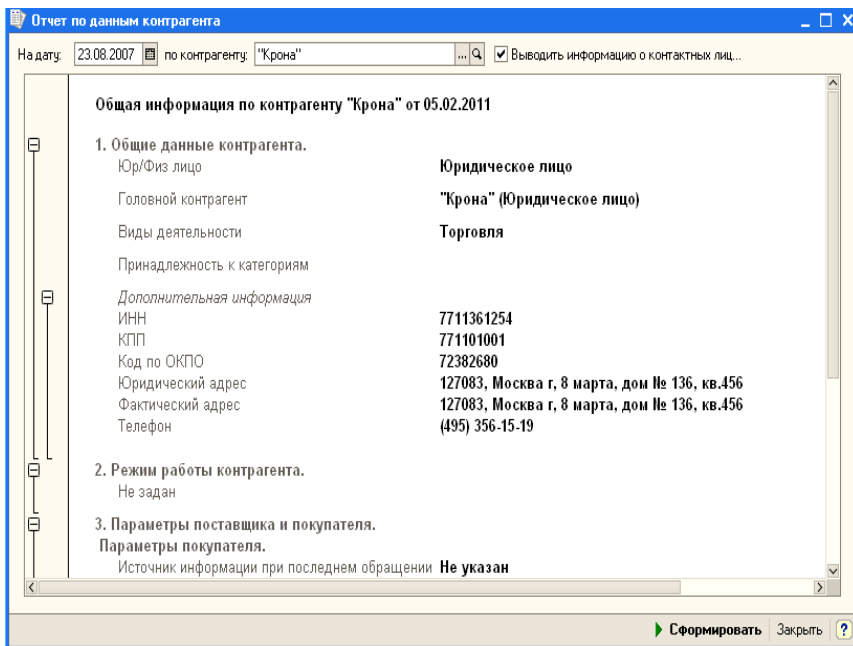 Отчет по данным контрагента
На дату: 23.08.2007 по контрагенту: "Крона" ... Выводить информацию о контактных лиц...
Общая информация по контрагенту "Крона" от 05.02.2011
1. Общие данные контрагента.
Юр/Физ лицо Юридическое лицо
Головной контрагент "Крона" (Юридическое лицо)
Виды деятельности Торговля
Принадлежность к категориям
Дополнительная информация
ИНН 7711361254
КПП 771101001
Код по ОКПО 72382680
Юридический адрес 127083, Москва г, 8 марта, дом № 136, кв.456
Фактический адрес 127083, Москва г, 8 марта, дом № 136, кв.456
Телефон (495) 356-15-19
2. Режим работы контрагента.
Не задан
3. Параметры поставщика и покупателя.
Параметры покупателя.
Источник информации при последнем обращении Не указан
Сформировать Закрыть ?